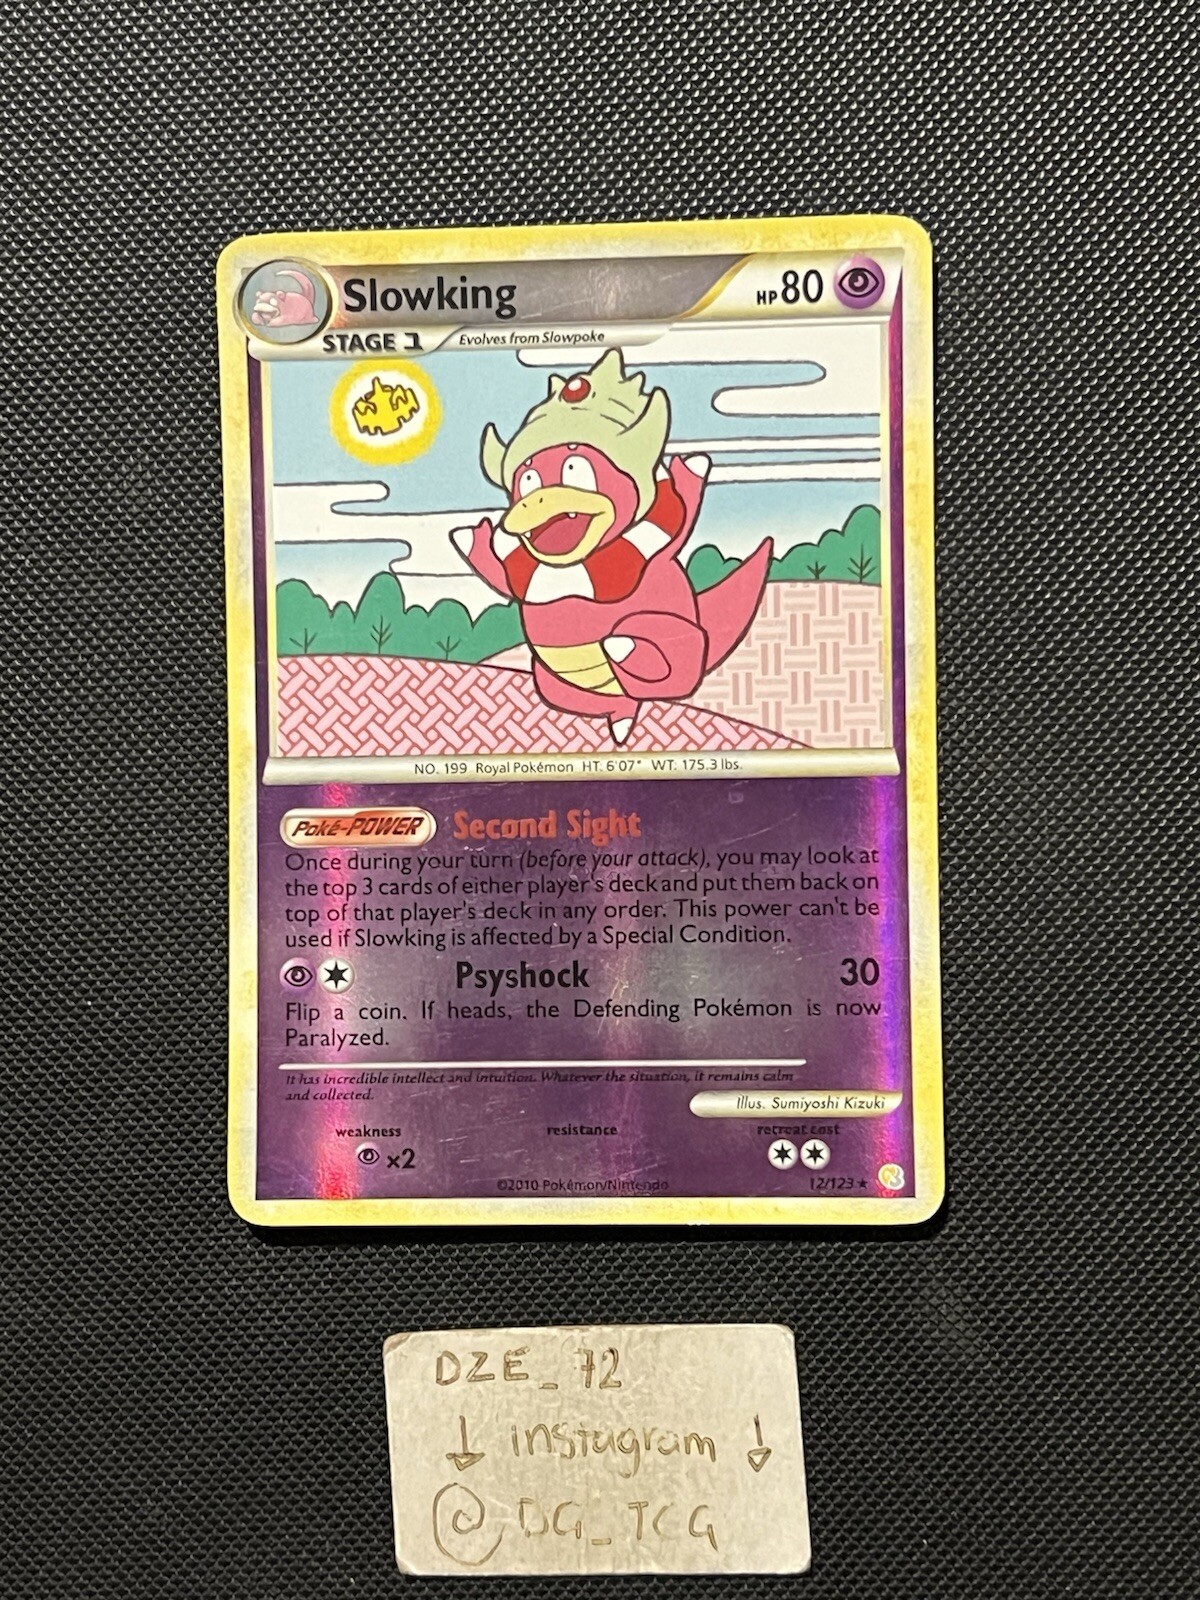 Slowking
HP 80
STAGE 1
Evolves from Slowpoke
NO. 199 Royal Pokémon HT. 6'07" WT. 175.3 lbs.
Poké-POWER Second Sight
Once during your turn (before your attack), you may look at
the top 3 cards of either player's deck and put them back on
top of that player's deck in any order. This power can't be
used if Slowking is affected by a Special Condition.
Psyshock 30
Flip a coin. If heads, the Defending Pokémon is now
Paralyzed.
It has incredible intellect and intuition. Whatever the situation, it remains calm
and collected.
Illus. Sumiyoshi Kizuki
weakness resistance retreat cost
x2
©2010 Pokémon/Nintendo 12/123
DZE_72
↓ instagram ↓
@DG_TCG